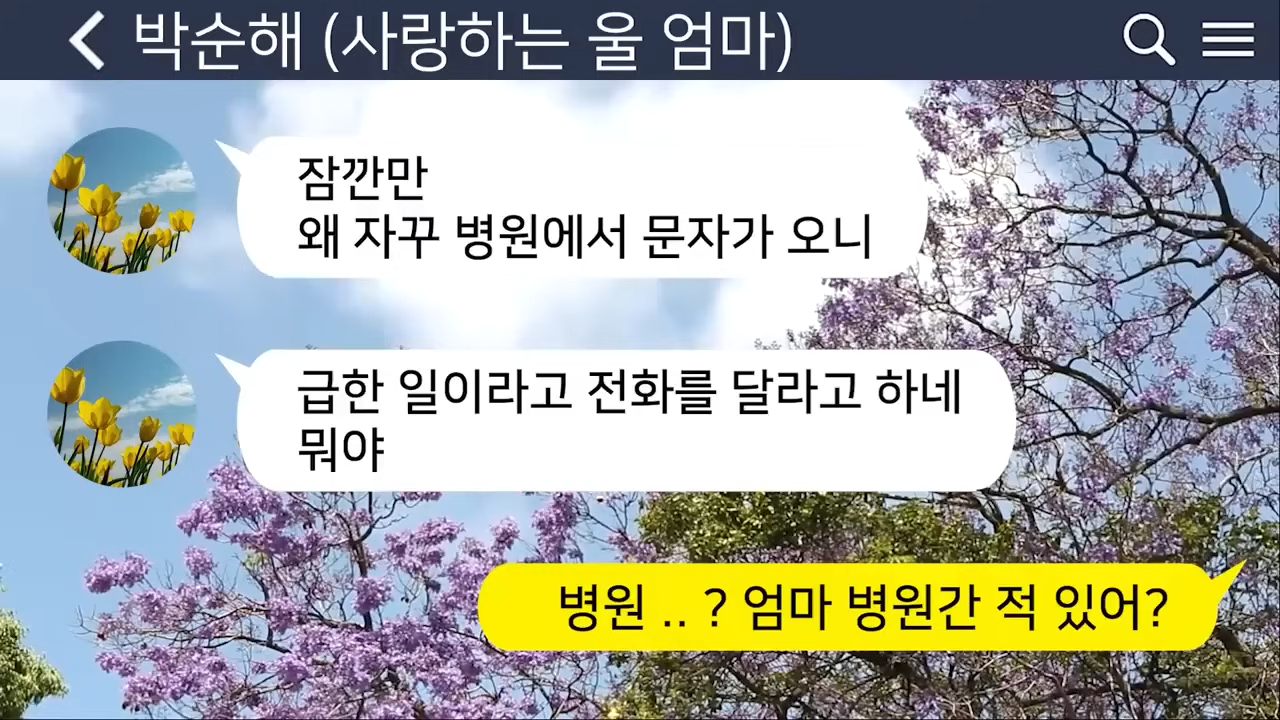 박순해 (사랑하는 울 엄마)
잠깐만
왜 자꾸 병원에서 문자가 오니
급한 일이라고 전화를 달라고 하네
뭐야
병원 .. ? 엄마 병원간 적 있어?